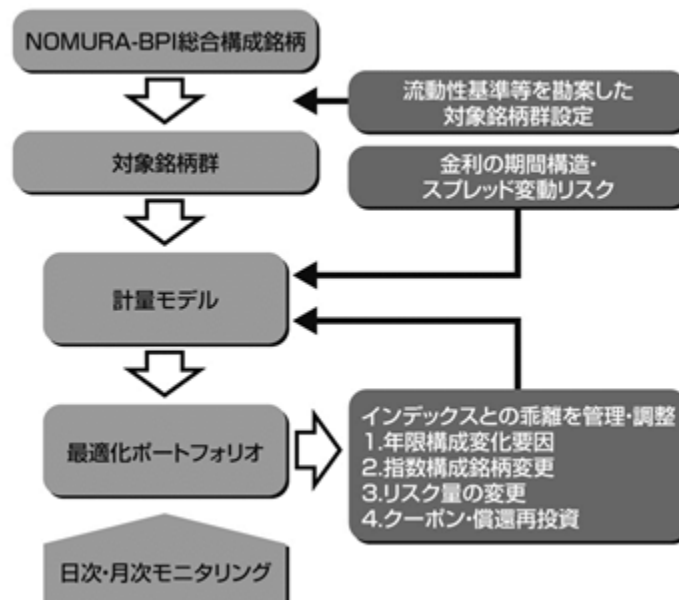 NOMURA-BPI総合構成銘柄
流動性基準等を勘案した
対象銘柄群設定
対象銘柄群
金利の期間構造・
スプレッド変動リスク
計量モデル
最適化ポートフォリオ
インデックスとの乖離を管理・調整
1.年限構成変化要因
2.指数構成銘柄変更
3.リスク量の変更
4.クーポン・償還再投資
日次・月次モニタリング